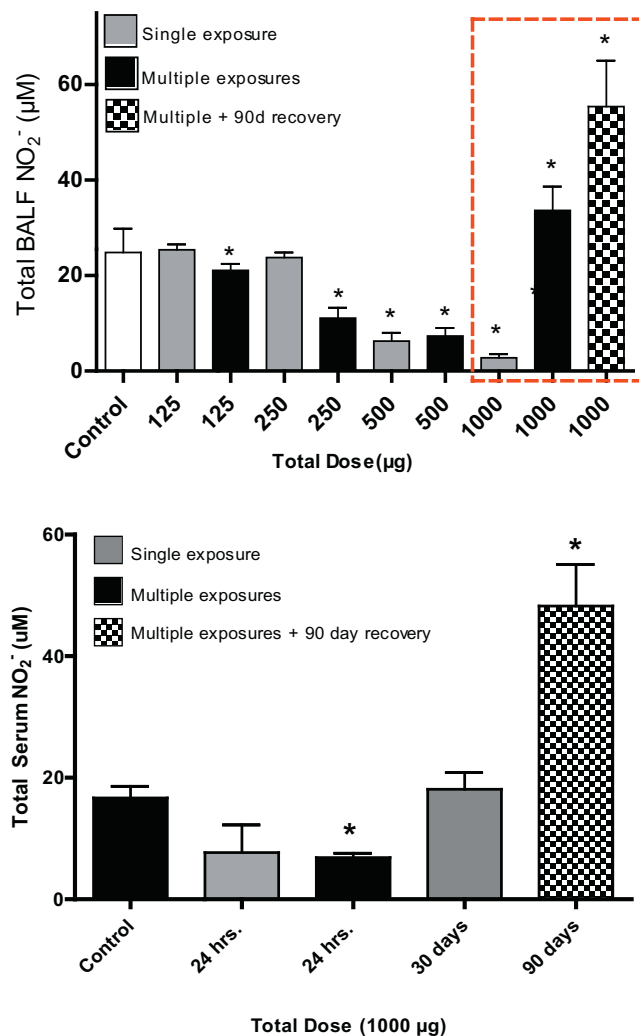 Single exposure
Multiple exposures
Multiple + 90d recovery
Total BALF NO₂⁻ (µM)
60
40
20
0
*
*
*
*
*
*
*
*
Control
125
125
250
250
500
500
1000
1000
1000
Total Dose(µg)
Single exposure
Multiple exposures
Multiple exposures + 90 day recovery
Total Serum NO₂⁻ (uM)
60
40
20
0
*
*
Control
24 hrs.
24 hrs.
30 days
90 days
Total Dose (1000 µg)